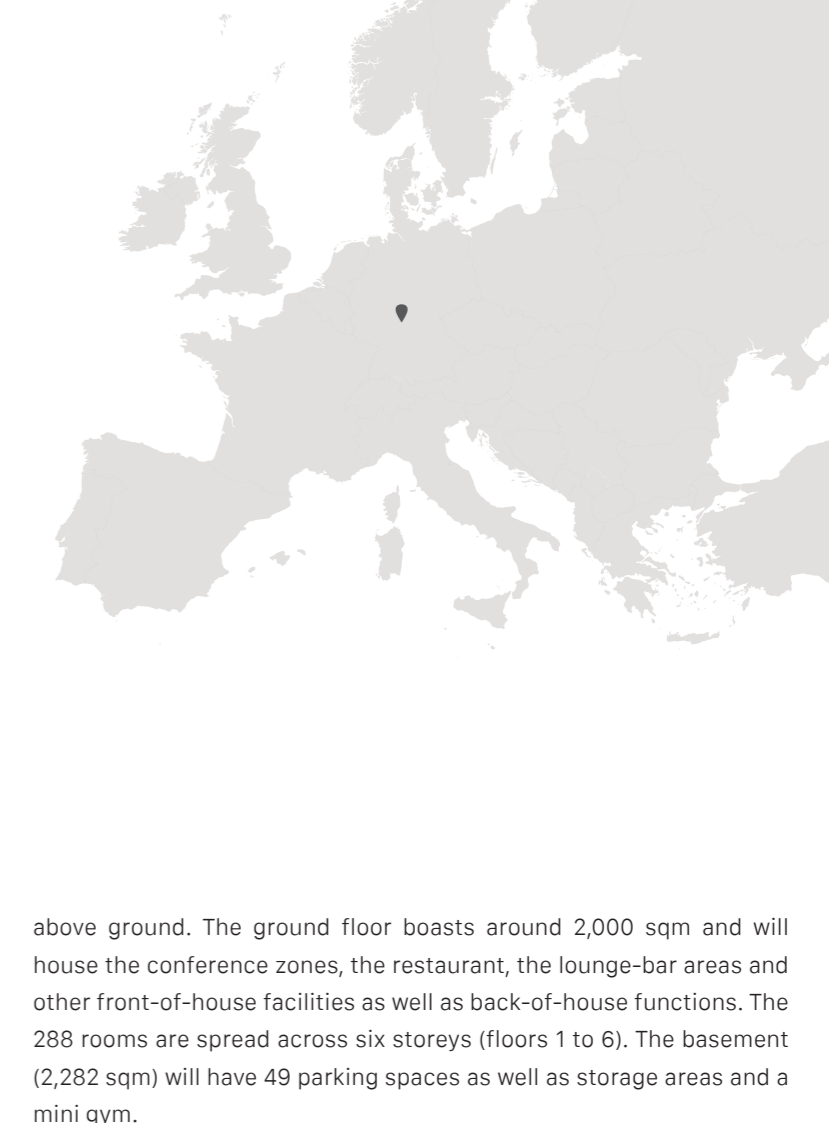 above ground. The ground floor boasts around 2,000 sqm and will
house the conference zones, the restaurant, the lounge-bar areas and
other front-of-house facilities as well as back-of-house functions. The
288 rooms are spread across six storeys (floors 1 to 6). The basement
(2,282 sqm) will have 49 parking spaces as well as storage areas and a
mini gym.